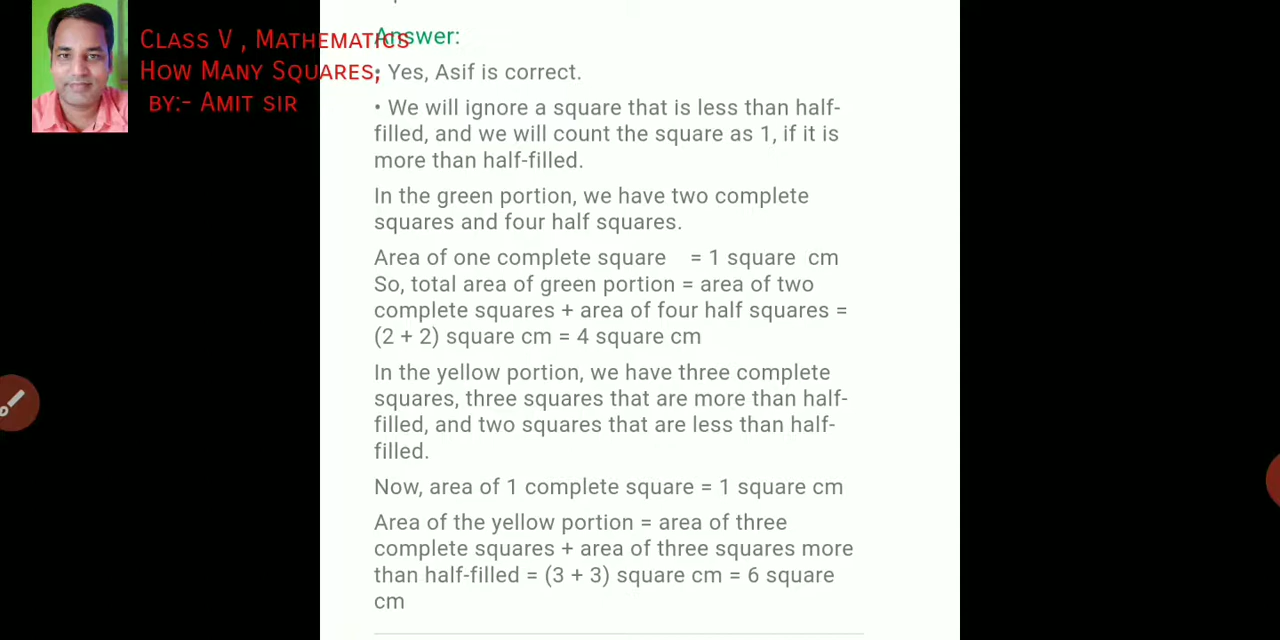 CLASS V , MATHEMATICS
HOW MANY SQUARES;
BY:- AMIT SIR
Answer:
• Yes, Asif is correct.
• We will ignore a square that is less than half-
filled, and we will count the square as 1, if it is
more than half-filled.
In the green portion, we have two complete
squares and four half squares.
Area of one complete square = 1 square cm
So, total area of green portion = area of two
complete squares + area of four half squares =
(2 + 2) square cm = 4 square cm
In the yellow portion, we have three complete
squares, three squares that are more than half-
filled, and two squares that are less than half-
filled.
Now, area of 1 complete square = 1 square cm
Area of the yellow portion = area of three
complete squares + area of three squares more
than half-filled = (3 + 3) square cm = 6 square
cm